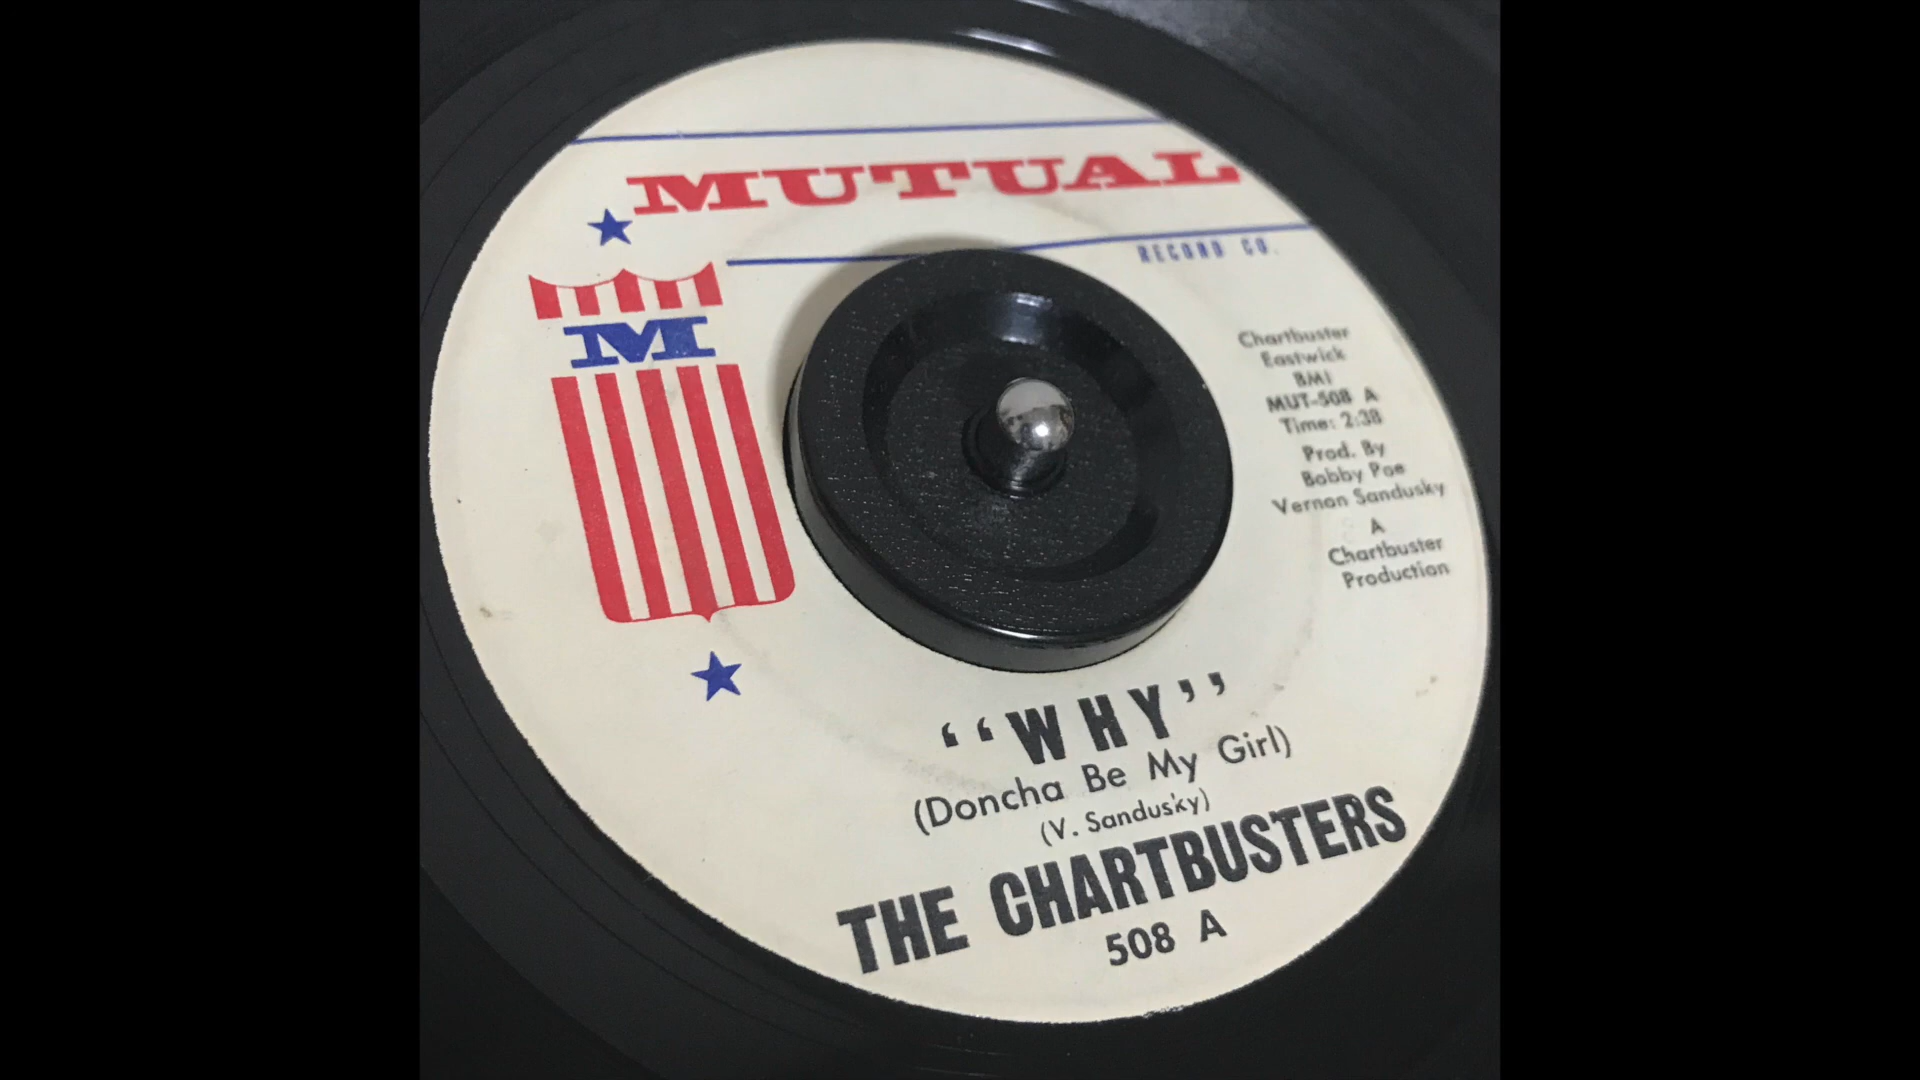 MUTUAL
RECORD CO.
M
Chartbuster
Eastwick
BMI
MUT-508 A
Time: 2:38
Prod. By
Bobby Poe
Vernon Sandusky
A
Chartbuster
Production
“WHY”
(Doncha Be My Girl)
(V. Sandusky)
THE CHARTBUSTERS
508 A